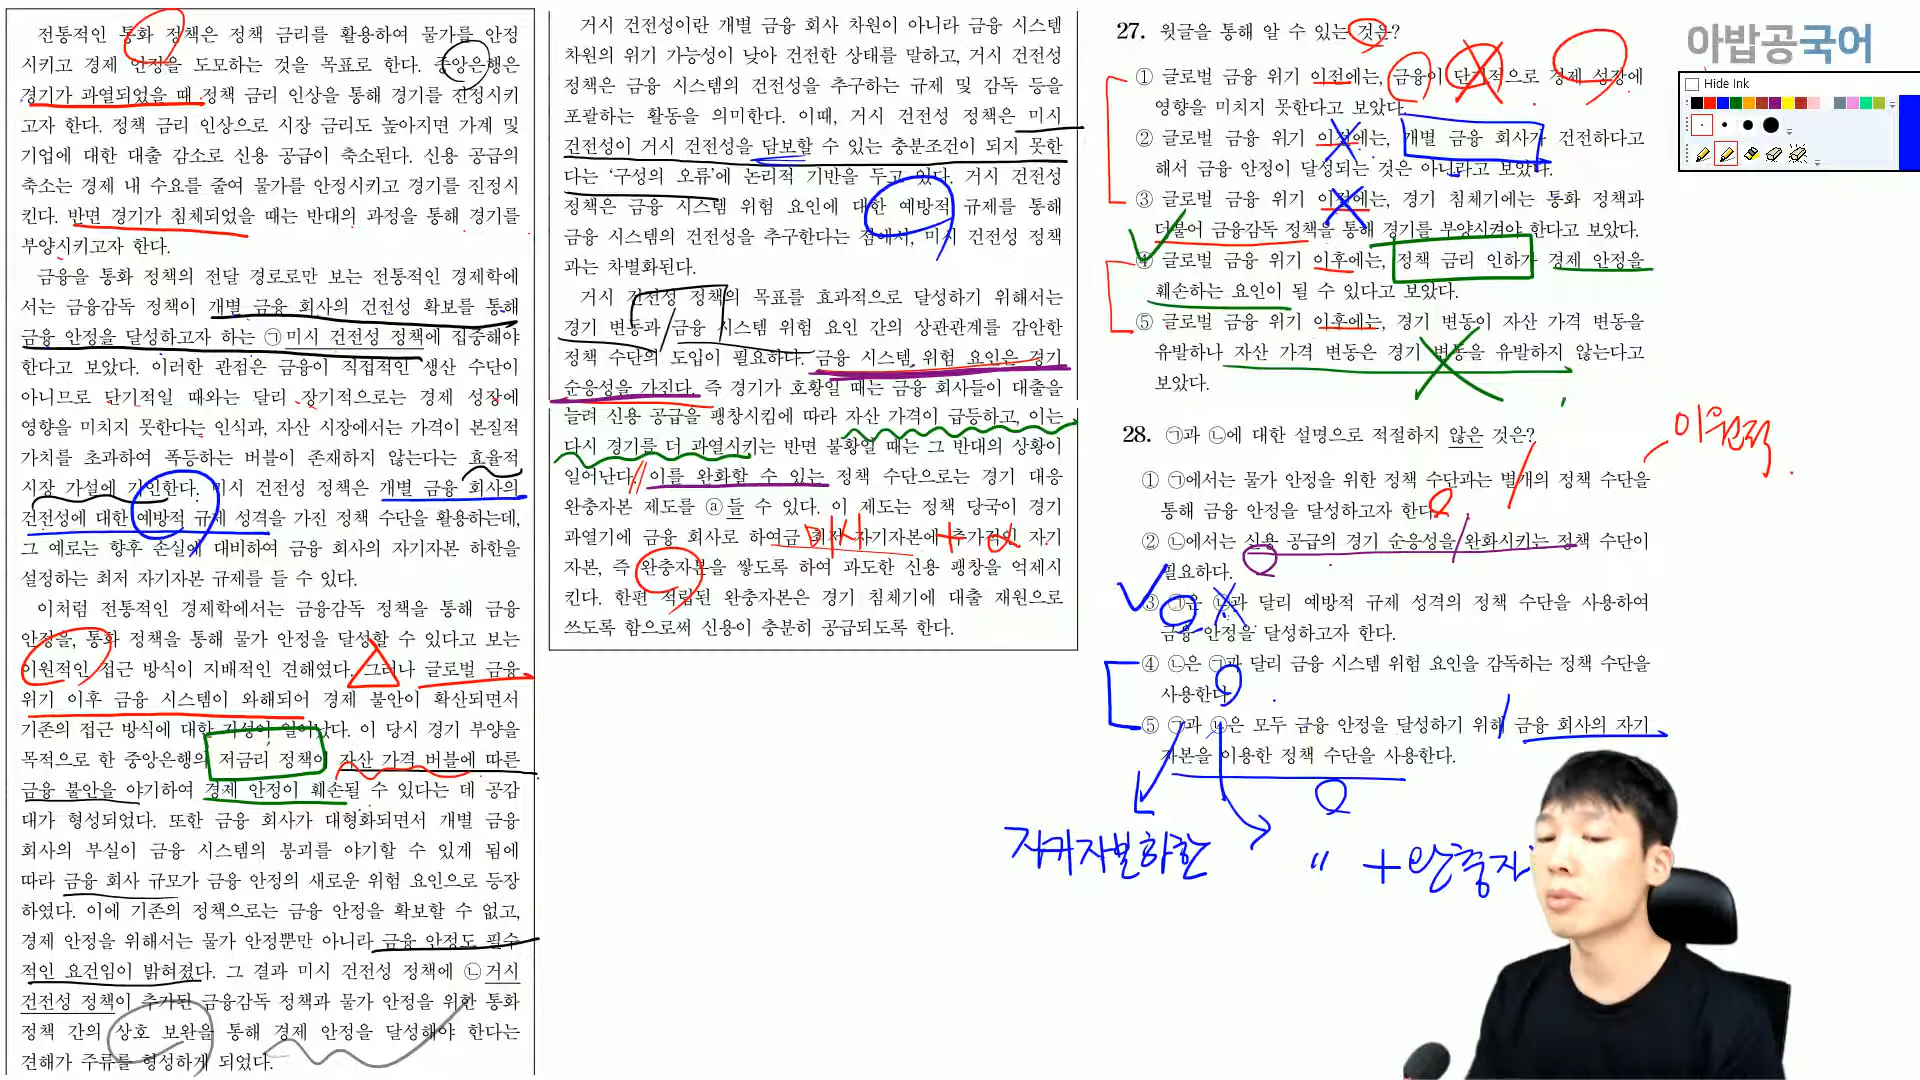 전통적인 통화 정책은 정책 금리를 활용하여 물가를 안정
시키고 경제 안정을 도모하는 것을 목표로 한다. 중앙은행은
경기가 과열되었을 때 정책 금리 인상을 통해 경기를 진정시키
고자 한다. 정책 금리 인상으로 시장 금리도 높아지면 가계 및
기업에 대한 대출 감소로 신용 공급이 축소된다. 신용 공급의
축소는 경제 내 수요를 줄여 물가를 안정시키고 경기를 진정시
킨다. 반면 경기가 침체되었을 때는 반대의 과정을 통해 경기를
부양시키고자 한다.
금융을 통화 정책의 전달 경로로만 보는 전통적인 경제학에
서는 금융감독 정책이 개별 금융 회사의 건전성 확보를 통해
금융 안정을 달성하고자 하는 ㉠미시 건전성 정책에 집중해야
한다고 보았다. 이러한 관점은 금융이 직접적인 생산 수단이
아니므로 단기적일 때와는 달리 장기적으로는 경제 성장에
영향을 미치지 못한다는 인식과, 자산 시장에서는 가격이 본질적
가치를 초과하여 폭등하는 버블이 존재하지 않는다는 효율적
시장 가설에 기인한다. 미시 건전성 정책은 개별 금융 회사의
건전성에 대한 예방적 규제 성격을 가진 정책 수단을 활용하는데,
그 예로는 향후 손실에 대비하여 금융 회사의 자기자본 하한을
설정하는 최저 자기자본 규제를 들 수 있다.
이처럼 전통적인 경제학에서는 금융감독 정책을 통해 금융
안정을, 통화 정책을 통해 물가 안정을 달성할 수 있다고 보는
이원적인 접근 방식이 지배적인 견해였다. 그러나 글로벌 금융
위기 이후 금융 시스템이 와해되어 경제 불안이 확산되면서
기존의 접근 방식에 대한 자성이 일어났다. 이 당시 경기 부양을
목적으로 한 중앙은행의 저금리 정책이 자산 가격 버블에 따른
금융 불안을 야기하여 경제 안정이 훼손될 수 있다는 데 공감
대가 형성되었다. 또한 금융 회사가 대형화되면서 개별 금융
회사의 부실이 금융 시스템의 붕괴를 야기할 수 있게 됨에
따라 금융 회사 규모가 금융 안정의 새로운 위험 요인으로 등장
하였다. 이에 기존의 정책으로는 금융 안정을 확보할 수 없고,
경제 안정을 위해서는 물가 안정뿐만 아니라 금융 안정도 필수
적인 요건임이 밝혀졌다. 그 결과 미시 건전성 정책에 ㉡거시
건전성 정책이 추가된 금융감독 정책과 물가 안정을 위한 통화
정책 간의 상호 보완을 통해 경제 안정을 달성해야 한다는
견해가 주류를 형성하게 되었다.
거시 건전성이란 개별 금융 회사 차원이 아니라 금융 시스템
차원의 위기 가능성이 낮아 건전한 상태를 말하고, 거시 건전성
정책은 금융 시스템의 건전성을 추구하는 규제 및 감독 등을
포괄하는 활동을 의미한다. 이때, 거시 건전성 정책은 미시
건전성이 거시 건전성을 담보할 수 있는 충분조건이 되지 못한
다는 '구성의 오류'에 논리적 기반을 두고 있다. 거시 건전성
정책은 금융 시스템 위험 요인에 대한 예방적 규제를 통해
금융 시스템의 건전성을 추구한다는 점에서, 미시 건전성 정책
과는 차별화된다.
거시 건전성 정책의 목표를 효과적으로 달성하기 위해서는
경기 변동과 금융 시스템 위험 요인 간의 상관관계를 감안한
정책 수단의 도입이 필요하다. 금융 시스템 위험 요인은 경기
순응성을 가진다. 즉 경기가 호황일 때는 금융 회사들이 대출을
늘려 신용 공급을 팽창시킴에 따라 자산 가격이 급등하고, 이는
다시 경기를 더 과열시키는 반면 불황일 때는 그 반대의 상황이
일어난다. 이를 완화할 수 있는 정책 수단으로는 경기 대응
완충자본 제도를 ⓐ들 수 있다. 이 제도는 정책 당국이 경기
과열기에 금융 회사로 하여금 최저 자기자본에 추가적인 자기
자본, 즉 완충자본을 쌓도록 하여 과도한 신용 팽창을 억제시
킨다. 한편 적립된 완충자본은 경기 침체기에 대출 재원으로
쓰도록 함으로써 신용이 충분히 공급되도록 한다.
미시 + α
27. 윗글을 통해 알 수 있는 것은?
① 글로벌 금융 위기 이전에는, 금융이 단기적으로 경제 성장에
영향을 미치지 못한다고 보았다.
② 글로벌 금융 위기 이전에는, 개별 금융 회사가 건전하다고
해서 금융 안정이 달성되는 것은 아니라고 보았다.
③ 글로벌 금융 위기 이전에는, 경기 침체기에는 통화 정책과
더불어 금융감독 정책을 통해 경기를 부양시켜야 한다고 보았다.
④ 글로벌 금융 위기 이후에는, 정책 금리 인하가 경제 안정을
훼손하는 요인이 될 수 있다고 보았다.
⑤ 글로벌 금융 위기 이후에는, 경기 변동이 자산 가격 변동을
유발하나 자산 가격 변동은 경기 변동을 유발하지 않는다고
보았다.
28. ㉠과 ㉡에 대한 설명으로 적절하지 않은 것은?
이원적
① ㉠에서는 물가 안정을 위한 정책 수단과는 별개의 정책 수단을
통해 금융 안정을 달성하고자 한다.
② ㉡에서는 신용 공급의 경기 순응성을 완화시키는 정책 수단이
필요하다.
③ ㉠은 ㉡과 달리 예방적 규제 성격의 정책 수단을 사용하여
금융 안정을 달성하고자 한다.
④ ㉡은 ㉠과 달리 금융 시스템 위험 요인을 감독하는 정책 수단을
사용한다.
⑤ ㉠과 ㉡은 모두 금융 안정을 달성하기 위해 금융 회사의 자기
자본을 이용한 정책 수단을 사용한다.
〃 + 완충자
아밥공국어
Hide Ink